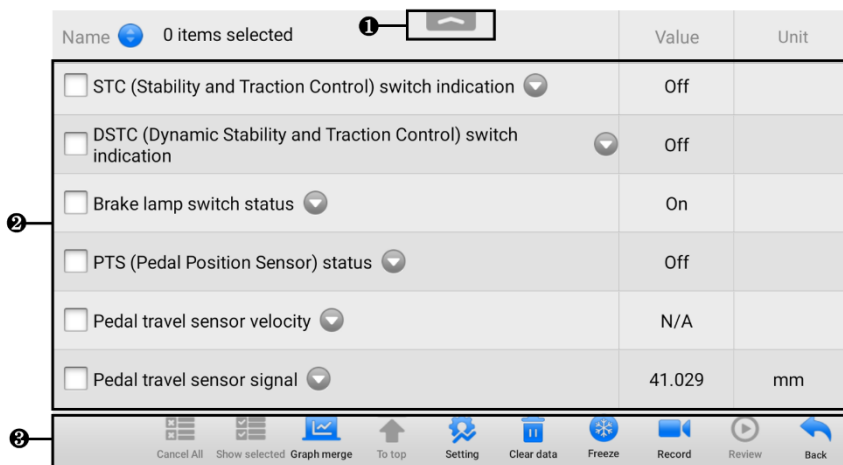 ❶
Name 0 items selected Value Unit
STC (Stability and Traction Control) switch indication Off
DSTC (Dynamic Stability and Traction Control) switch
indication Off
❷
Brake lamp switch status On
PTS (Pedal Position Sensor) status Off
Pedal travel sensor velocity N/A
Pedal travel sensor signal 41.029 mm
❸
Cancel All Show selected Graph merge To top Setting Clear data Freeze Record Review Back